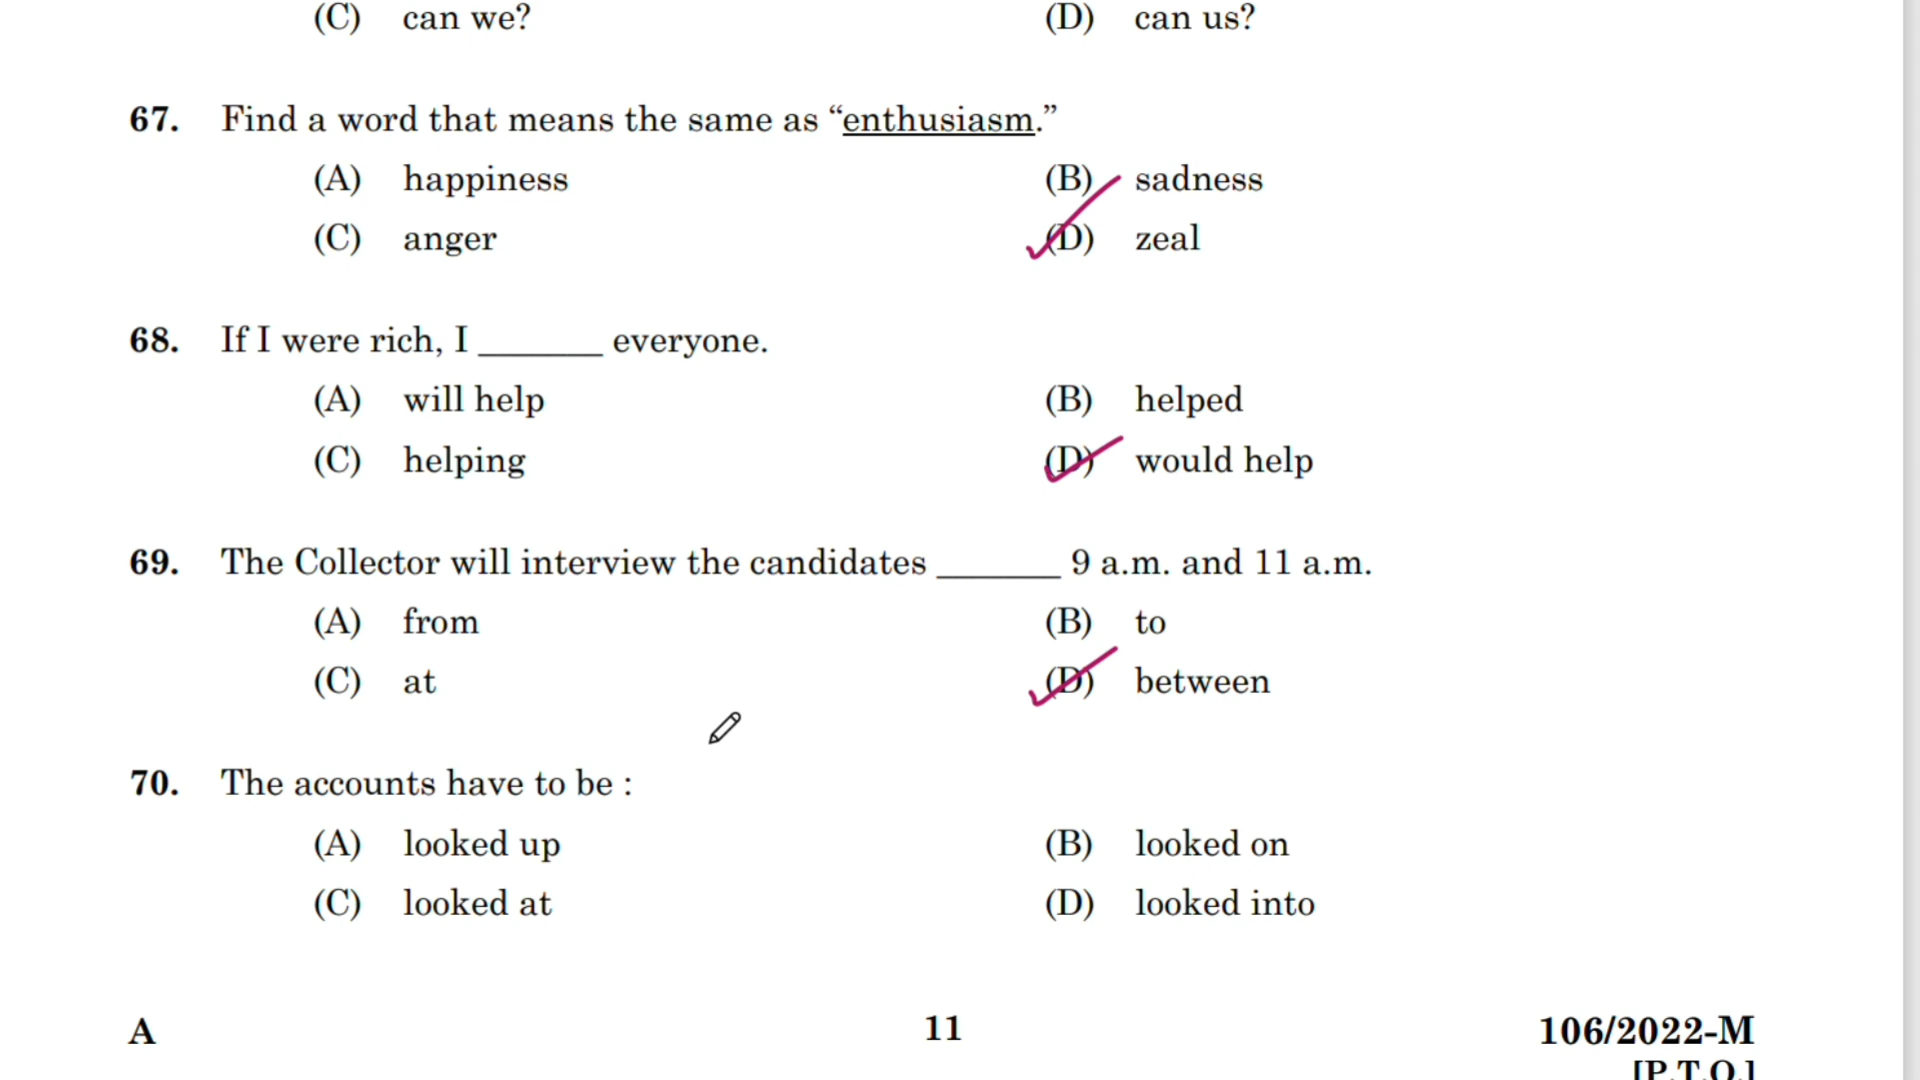 (C) can we? (D) can us?
67. Find a word that means the same as “enthusiasm.”
(A) happiness (B) sadness
(C) anger (D) zeal
68. If I were rich, I _______ everyone.
(A) will help (B) helped
(C) helping (D) would help
69. The Collector will interview the candidates _______ 9 a.m. and 11 a.m.
(A) from (B) to
(C) at (D) between
70. The accounts have to be :
(A) looked up (B) looked on
(C) looked at (D) looked into
A 11 106/2022-M
[P.T.O.]